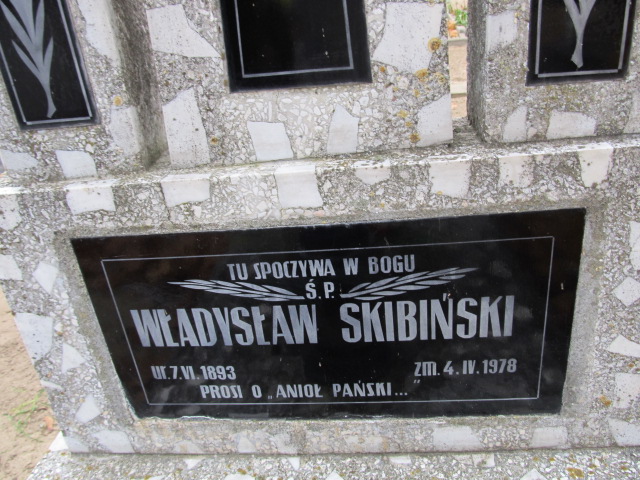 TU SPOCZYWA W BOGU
Ś.P.
WŁADYSŁAW SKIBIŃSKI
UR. 7. VI. 1893 ZM. 4. IV. 1978
PROSI O „ANIOŁ PAŃSKI..."